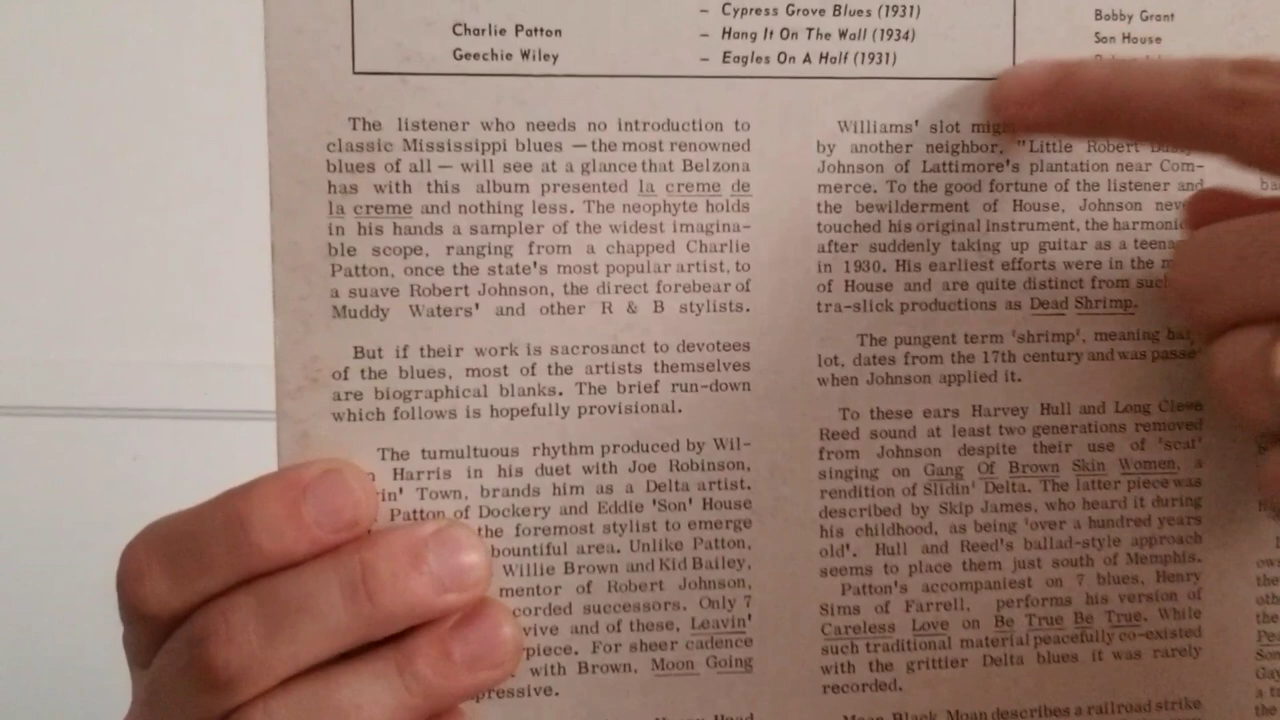 – Cypress Grove Blues (1931)
Charlie Patton – Hang It On The Wall (1934)
Geechie Wiley – Eagles On A Half (1931)
Bobby Grant
Son House
The listener who needs no introduction to
classic Mississippi blues — the most renowned
blues of all — will see at a glance that Belzona
has with this album presented la creme de
la creme and nothing less. The neophyte holds
in his hands a sampler of the widest imagina-
ble scope, ranging from a chapped Charlie
Patton, once the state's most popular artist, to
a suave Robert Johnson, the direct forebear of
Muddy Waters' and other R & B stylists.
But if their work is sacrosanct to devotees
of the blues, most of the artists themselves
are biographical blanks. The brief run-down
which follows is hopefully provisional.
The tumultuous rhythm produced by Wil-
Harris in his duet with Joe Robinson,
rin' Town, brands him as a Delta artist.
Patton of Dockery and Eddie 'Son' House
the foremost stylist to emerge
bountiful area. Unlike Patton,
Willie Brown and Kid Bailey,
mentor of Robert Johnson,
corded successors. Only 7
vive and of these, Leavin'
piece. For sheer cadence
with Brown, Moon Going
pressive.
Williams' slot
by another neighbor, "Little Robert
Johnson of Lattimore's plantation near Com-
merce. To the good fortune of the listener and
the bewilderment of House, Johnson
touched his original instrument, the
after suddenly taking up guitar as a
in 1930. His earliest efforts were in the
of House and are quite distinct from
tra-slick productions as Dead Shrimp.
The pungent term 'shrimp', meaning
lot, dates from the 17th century and was passe
when Johnson applied it.
To these ears Harvey Hull and Long Cleve
Reed sound at least two generations removed
from Johnson despite their use of 'scat'
singing on Gang Of Brown Skin Women, a
rendition of Slidin' Delta. The latter piece was
described by Skip James, who heard it during
his childhood, as being 'over a hundred years
old'. Hull and Reed's ballad-style approach
seems to place them just south of Memphis.
Patton's accompaniest on 7 blues, Henry
Sims of Farrell, performs his version of
Careless Love on Be True Be True. While
such traditional material peacefully co-existed
with the grittier Delta blues it was rarely
recorded.
Moan describes a railroad strike